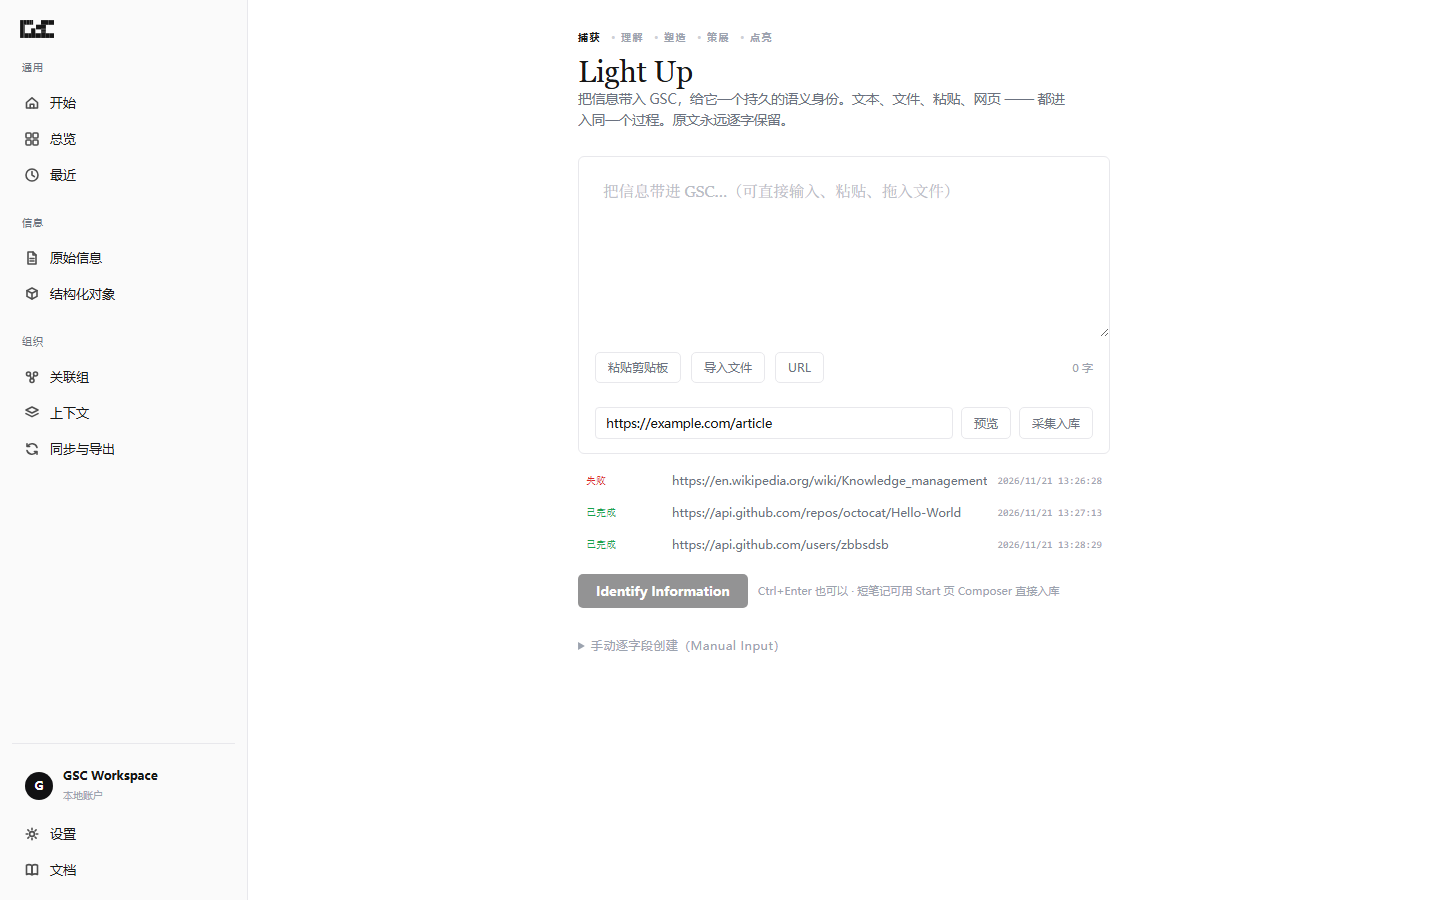 GSC
通用
开始
总览
最近
信息
原始信息
结构化对象
组织
关联组
上下文
同步与导出
G
GSC Workspace
本地账户
设置
文档
捕获 • 理解 • 塑造 • 策展 • 点亮
Light Up
把信息带入 GSC，给它一个持久的语义身份。文本、文件、粘贴、网页 —— 都进
入同一个过程。原文永远逐字保留。
把信息带进 GSC...（可直接输入、粘贴、拖入文件）
粘贴剪贴板 导入文件 URL 0 字
https://example.com/article 预览 采集入库
失败 https://en.wikipedia.org/wiki/Knowledge_management 2026/11/21 13:26:28
已完成 https://api.github.com/repos/octocat/Hello-World 2026/11/21 13:27:13
已完成 https://api.github.com/users/zbbsdsb 2026/11/21 13:28:29
Identify Information Ctrl+Enter 也可以 · 短笔记可用 Start 页 Composer 直接入库
▶ 手动逐字段创建（Manual Input）